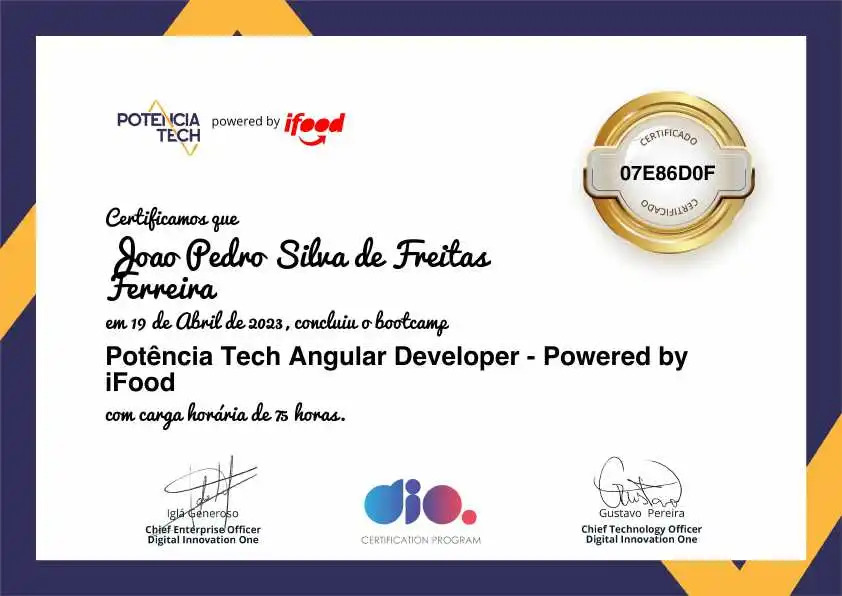 POTÊNCIA
TECH
powered by ifood
CERTIFICADO
07E86D0F
CERTIFICADO
Certificamos que
Joao Pedro Silva de Freitas
Ferreira
em 19 de Abril de 2023, concluiu o bootcamp
Potência Tech Angular Developer - Powered by
iFood
com carga horária de 75 horas.
Iglá Generoso
Chief Enterprise Officer
Digital Innovation One
dio.
CERTIFICATION PROGRAM
Gustavo Pereira
Chief Technology Officer
Digital Innovation One